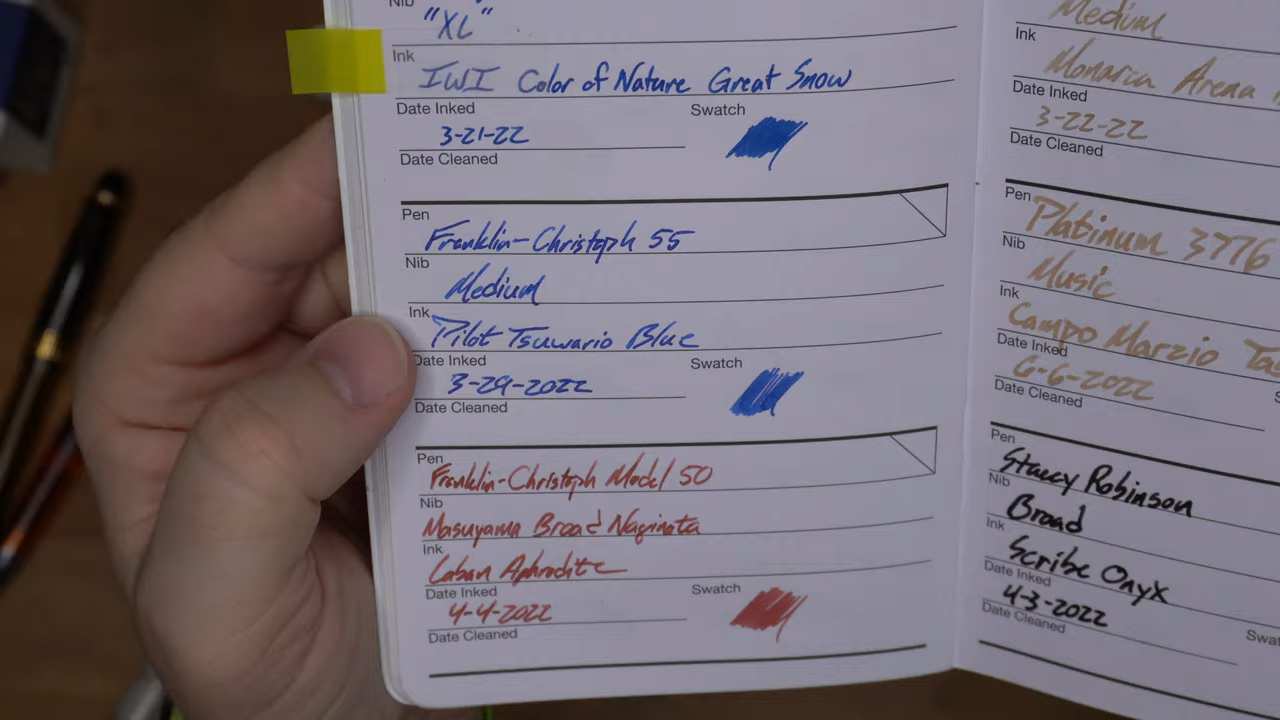 Nib
"XL"
Ink
IWI Color of Nature Great Snow
Date Inked
3-21-22
Swatch
Date Cleaned
Pen
Franklin-Christoph 55
Nib
Medium
Ink
Pilot Tsuwairo Blue
Date Inked
3-29-2022
Swatch
Date Cleaned
Pen
Franklin-Christoph Model 50
Nib
Masuyama Broad Naginata
Ink
Laban Aphrodite
Date Inked
4-4-2022
Swatch
Date Cleaned
Medium
Ink
Monarca Arena
Date Inked
3-22-22
Date Cleaned
Pen
Platinum 3776
Nib
Music
Ink
Campo Marzio
Date Inked
6-6-2022
Date Cleaned
Pen
Stacey Robinson
Nib
Broad
Ink
Scribe Onyx
Date Inked
4-3-2022
Date Cleaned